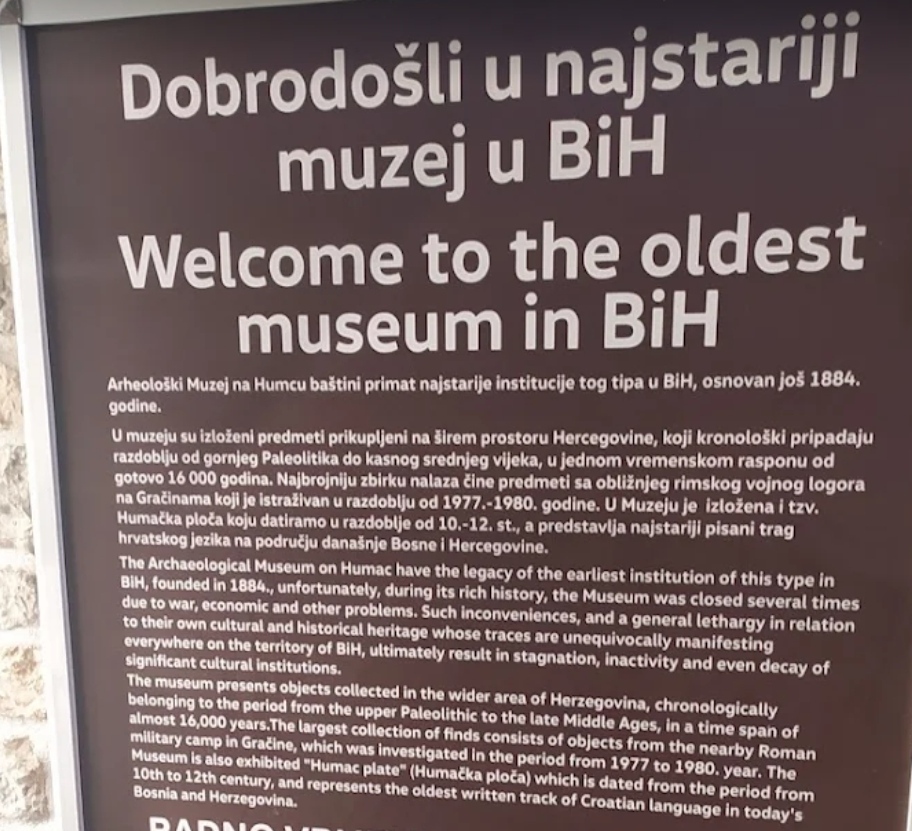 Dobrodošli u najstariji
muzej u BiH
Welcome to the oldest
museum in BiH
Arheološki Muzej na Humcu baštini primat najstarije institucije tog tipa u BiH, osnovan još 1884.
godine.
U muzeju su izloženi predmeti prikupljeni na širem prostoru Hercegovine, koji kronološki pripadaju
razdoblju od gornjeg Paleolitika do kasnog srednjeg vijeka, u jednom vremenskom rasponu od
gotovo 16 000 godina. Najbrojniju zbirku nalaza čine predmeti sa obližnjeg rimskog vojnog logora
na Gračinama koji je istraživan u razdoblju od 1977.-1980. godine. U Muzeju je izložena i tzv.
Humačka ploča koju datiramo u razdoblje od 10.-12. st., a predstavlja najstariji pisani trag
hrvatskog jezika na području današnje Bosne i Hercegovine.
The Archaeological Museum on Humac have the legacy of the earliest institution of this type in
BiH, founded in 1884., unfortunately, during its rich history, the Museum was closed several times
due to war, economic and other problems. Such inconveniences, and a general lethargy in relation
to their own cultural and historical heritage whose traces are unequivocally manifesting
everywhere on the territory of BiH, ultimately result in stagnation, inactivity and even decay of
significant cultural institutions.
The museum presents objects collected in the wider area of Herzegovina, chronologically
belonging to the period from the upper Paleolithic to the late Middle Ages, in a time span of
almost 16,000 years.The largest collection of finds consists of objects from the nearby Roman
military camp in Gračine, which was investigated in the period from 1977 to 1980. year. The
Museum is also exhibited "Humac plate" (Humačka ploča) which is dated from the period from
10th to 12th century, and represents the oldest written track of Croatian language in today's
Bosnia and Herzegovina.